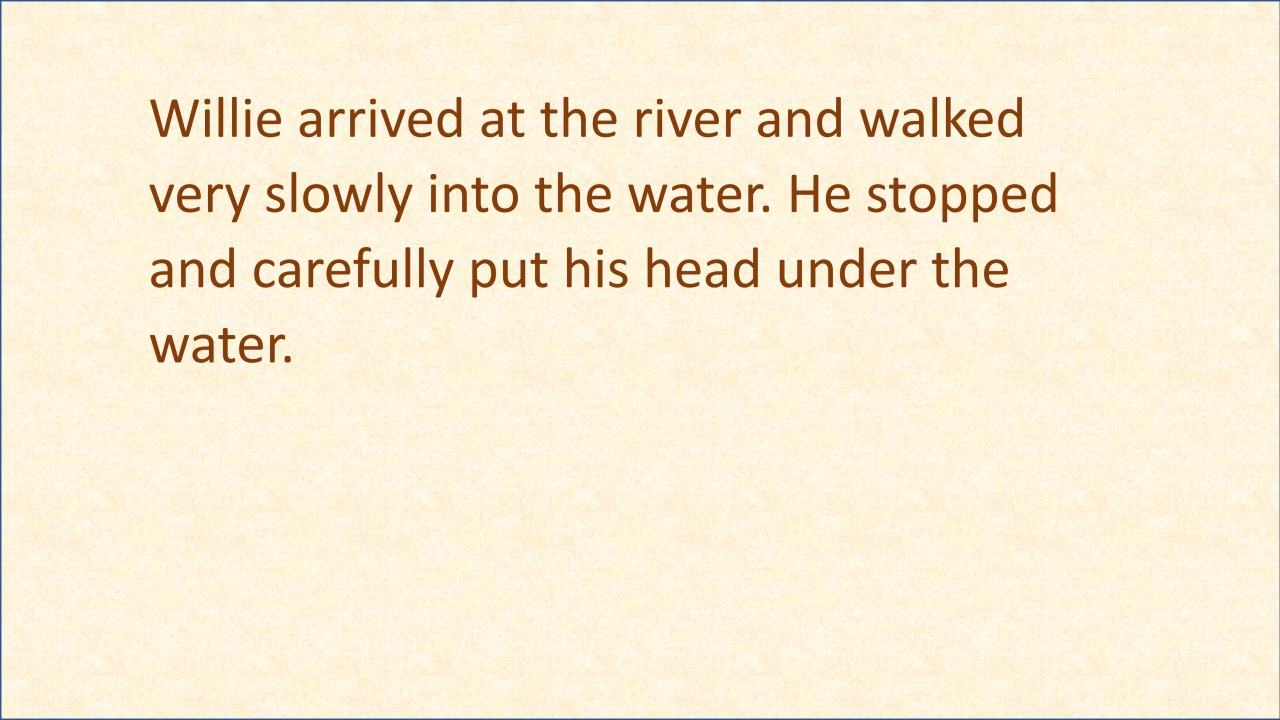 Willie arrived at the river and walked
very slowly into the water. He stopped
and carefully put his head under the
water.